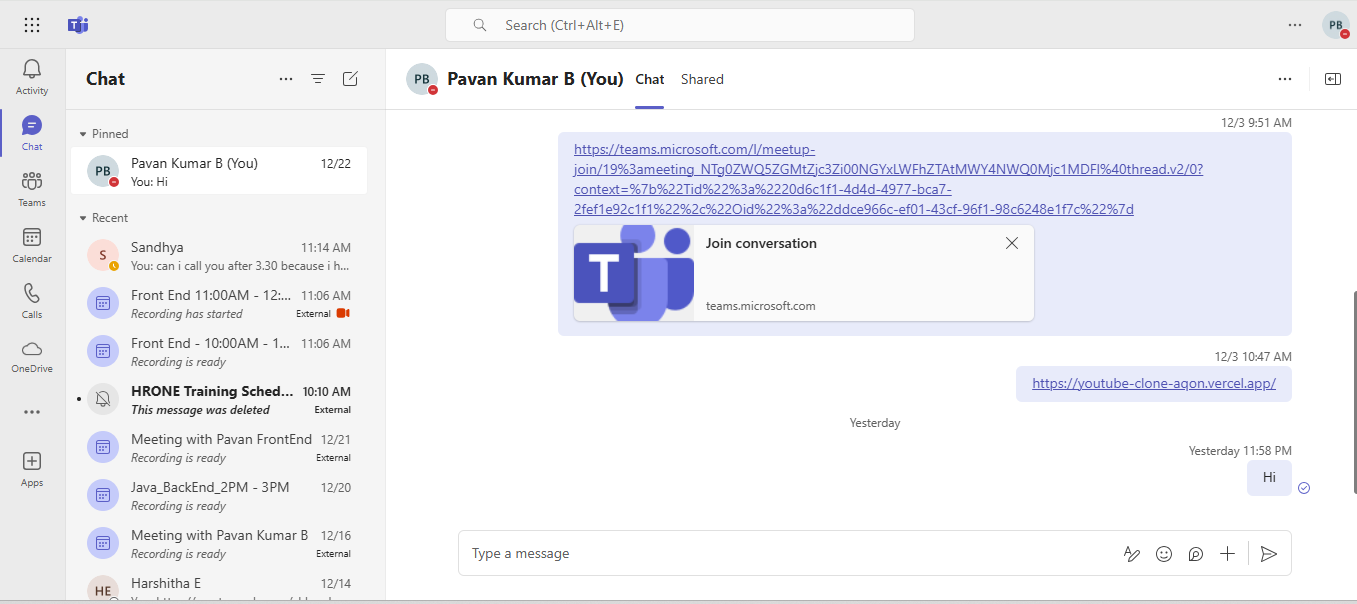 Search (Ctrl+Alt+E)
PB
Activity
Chat
Teams
Calendar
Calls
OneDrive
Apps
Chat
Pinned
PB
Pavan Kumar B (You) 12/22
You: Hi
Recent
S
Sandhya 11:14 AM
You: can i call you after 3.30 because i h...
Front End 11:00AM - 12:... 11:06 AM
Recording has started External
Front End - 10:00AM - 1... 11:06 AM
Recording is ready
HRONE Training Sched... 10:10 AM
This message was deleted External
Meeting with Pavan FrontEnd 12/21
Recording is ready External
Java_BackEnd_2PM - 3PM 12/20
Recording is ready
Meeting with Pavan Kumar B 12/16
Recording is ready External
HE
Harshitha E 12/14
PB Pavan Kumar B (You) Chat Shared
12/3 9:51 AM
https://teams.microsoft.com/l/meetup-
join/19%3ameeting_NTg0ZWQ5ZGMtZjc3Zi00NGYxLWFhZTAtMWY4NWQ0Mjc1MDFl%40thread.v2/0?
context=%7b%22Tid%22%3a%2220d6c1f1-4d4d-4977-bca7-
2fef1e92c1f1%22%2c%22Oid%22%3a%22ddce966c-ef01-43cf-96f1-98c6248e1f7c%22%7d
T
Join conversation
teams.microsoft.com
12/3 10:47 AM
https://youtube-clone-aqon.vercel.app/
Yesterday
Yesterday 11:58 PM
Hi
Type a message